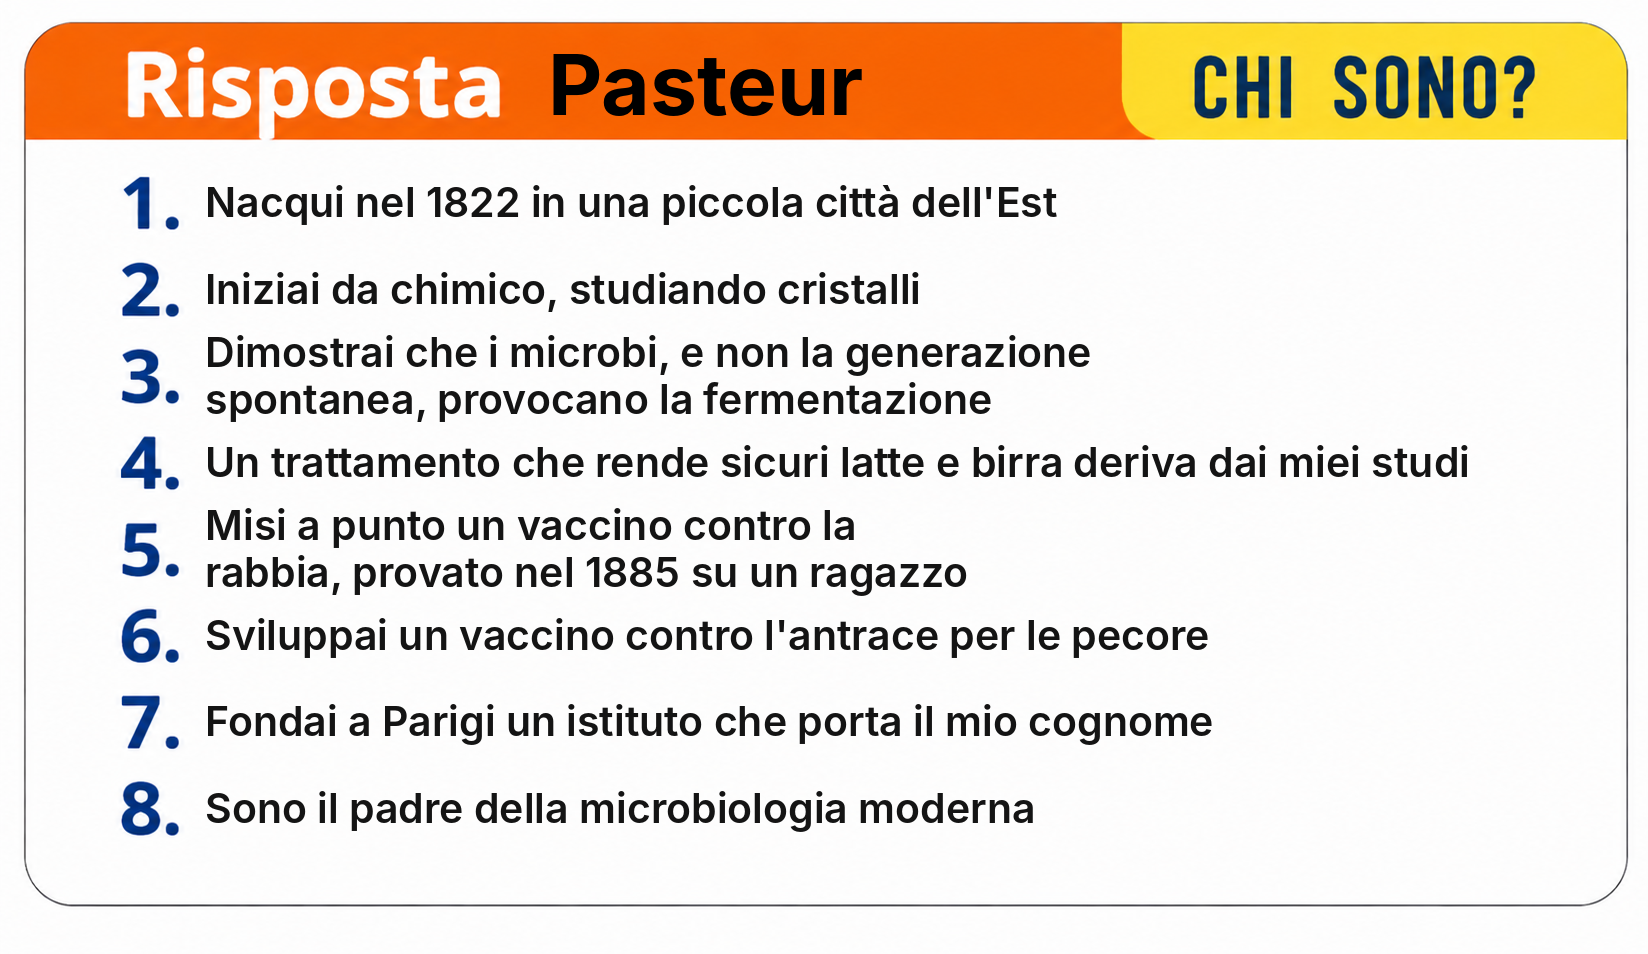 Risposta Pasteur CHI SONO?
1. Nacqui nel 1822 in una piccola città dell'Est
2. Iniziai da chimico, studiando cristalli
3. Dimostrai che i microbi, e non la generazione
spontanea, provocano la fermentazione
4. Un trattamento che rende sicuri latte e birra deriva dai miei studi
5. Misi a punto un vaccino contro la
rabbia, provato nel 1885 su un ragazzo
6. Sviluppai un vaccino contro l'antrace per le pecore
7. Fondai a Parigi un istituto che porta il mio cognome
8. Sono il padre della microbiologia moderna